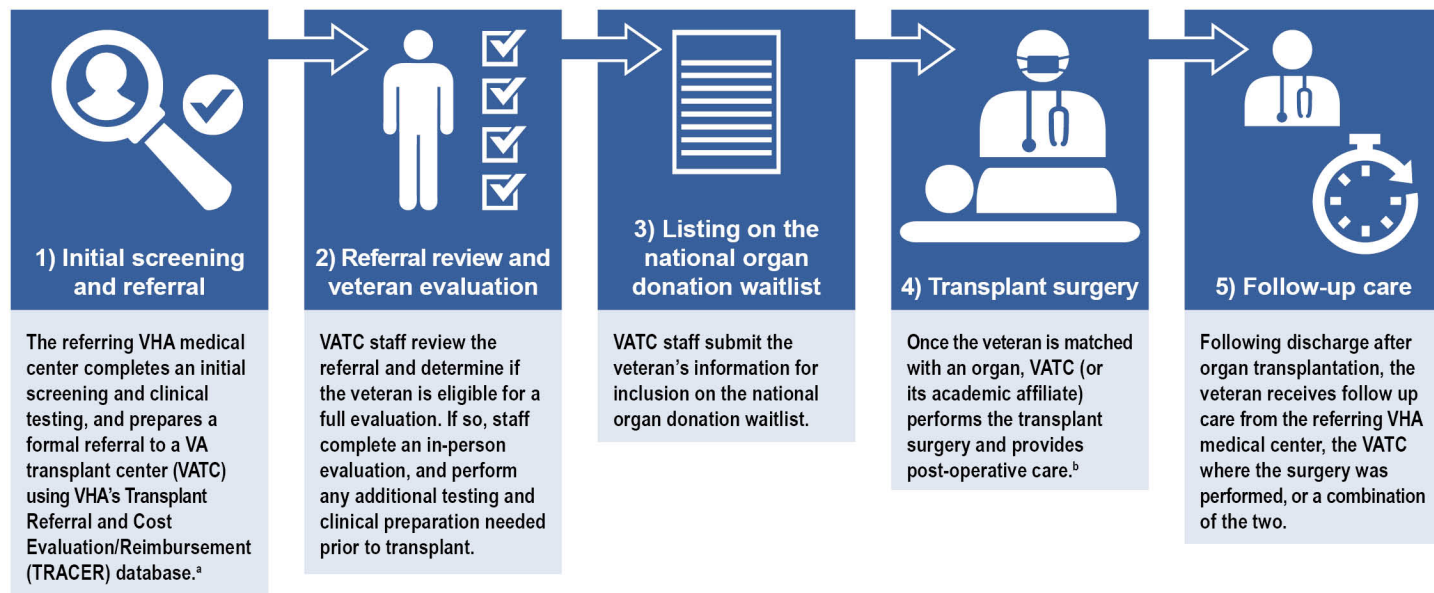 1) Initial screening
and referral
The referring VHA medical
center completes an initial
screening and clinical
testing, and prepares a
formal referral to a VA
transplant center (VATC)
using VHA’s Transplant
Referral and Cost
Evaluation/Reimbursement
(TRACER) database.ª
2) Referral review and
veteran evaluation
VATC staff review the
referral and determine if
the veteran is eligible for a
full evaluation. If so, staff
complete an in-person
evaluation, and perform
any additional testing and
clinical preparation needed
prior to transplant.
3) Listing on the
national organ
donation waitlist
VATC staff submit the
veteran’s information for
inclusion on the national
organ donation waitlist.
4) Transplant surgery
Once the veteran is matched
with an organ, VATC (or
its academic affiliate)
performs the transplant
surgery and provides
post-operative care.ᵇ
5) Follow-up care
Following discharge after
organ transplantation, the
veteran receives follow up
care from the referring VHA
medical center, the VATC
where the surgery was
performed, or a combination
of the two.